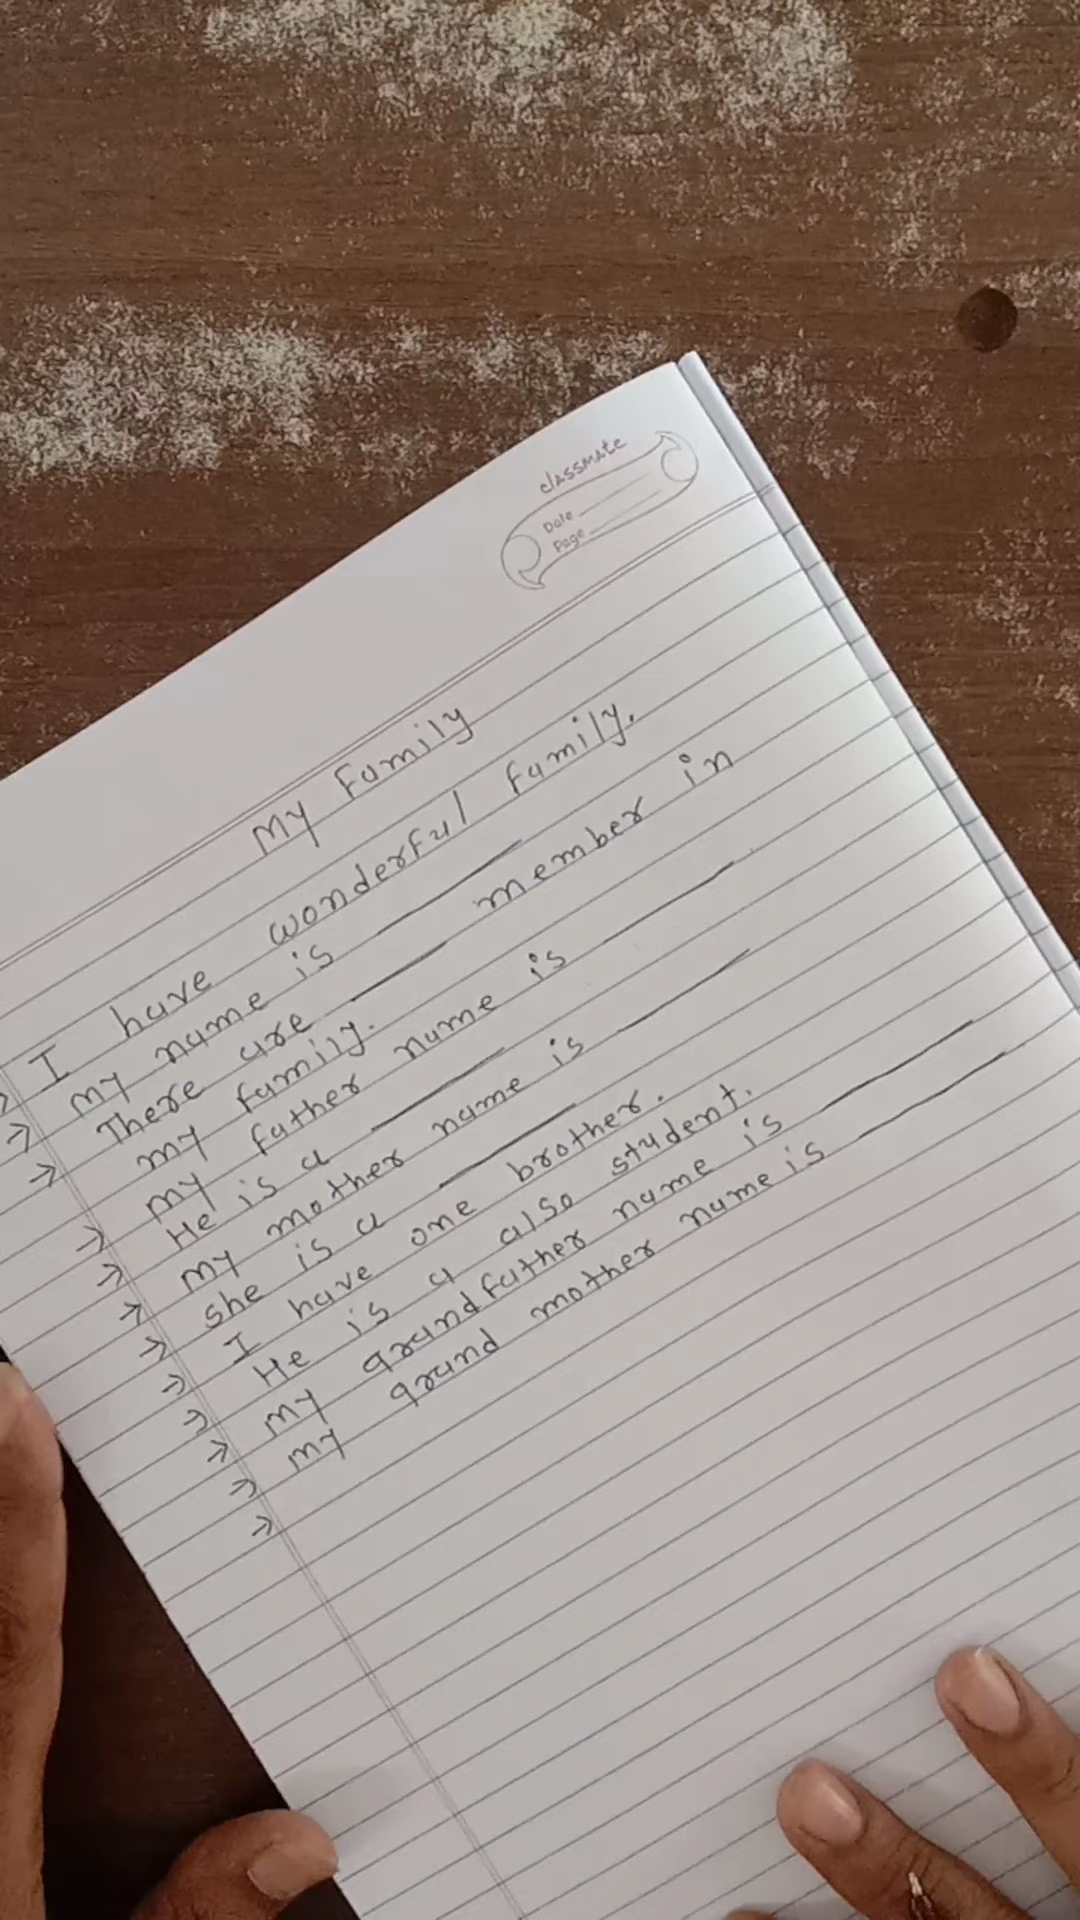 classmate
Date
Page
My Family
I have wonderful family.
My name is
There are member in
my family.
My father name is
He is a
My mother name is
She is a
I have one brother.
He is a also student.
My grandfather name is
My grand mother name is